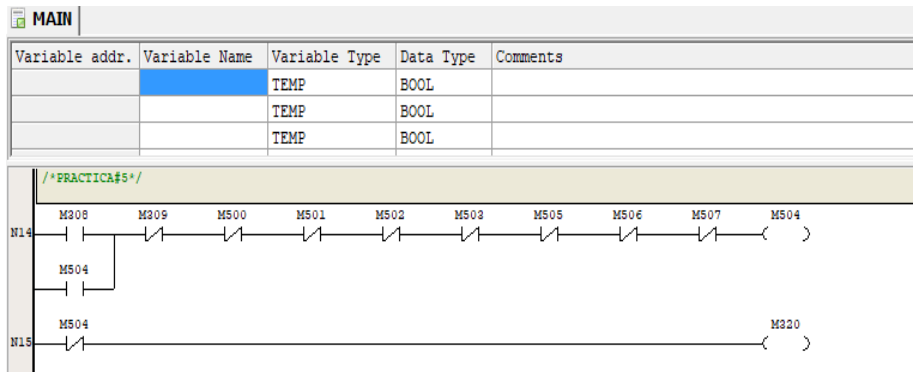 MAIN
Variable addr. Variable Name Variable Type Data Type Comments
TEMP BOOL
TEMP BOOL
TEMP BOOL
/*PRACTICA#5*/
M308 M309 M500 M501 M502 M503 M505 M506 M507 M504
N14
M504
M504 M320
N15